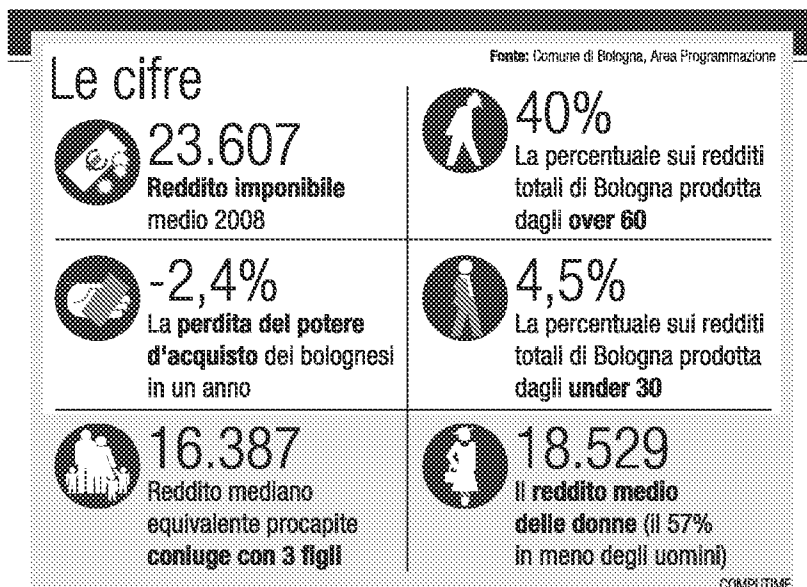 Fonte: Comune di Bologna, Area Programmazione
Le cifre
23.607
Reddito imponibile
medio 2008
40%
La percentuale sui redditi
totali di Bologna prodotta
dagli over 60
-2,4%
La perdita del potere
d'acquisto dei bolognesi
in un anno
4,5%
La percentuale sui redditi
totali di Bologna prodotta
dagli under 30
16.387
Reddito mediano
equivalente procapite
coniuge con 3 figli
18.529
Il reddito medio
delle donne (il 57%
in meno degli uomini)
COMPUTIME